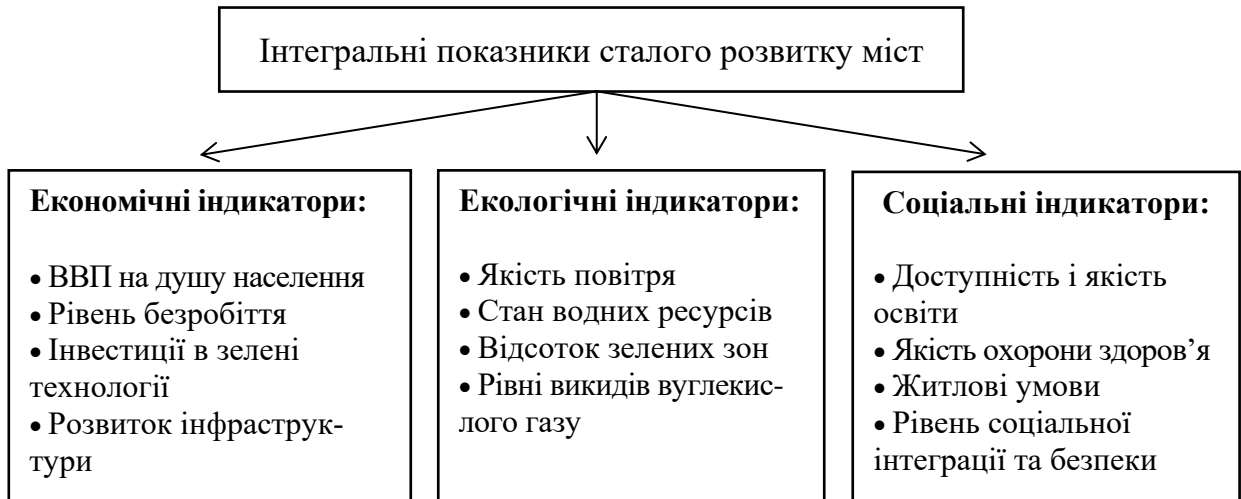 Інтегральні показники сталого розвитку міст
Економічні індикатори:
• ВВП на душу населення
• Рівень безробіття
• Інвестиції в зелені
технології
• Розвиток інфраструк-
тури
Екологічні індикатори:
• Якість повітря
• Стан водних ресурсів
• Відсоток зелених зон
• Рівні викидів вуглекис-
лого газу
Соціальні індикатори:
• Доступність і якість
освіти
• Якість охорони здоров’я
• Житлові умови
• Рівень соціальної
інтеграції та безпеки